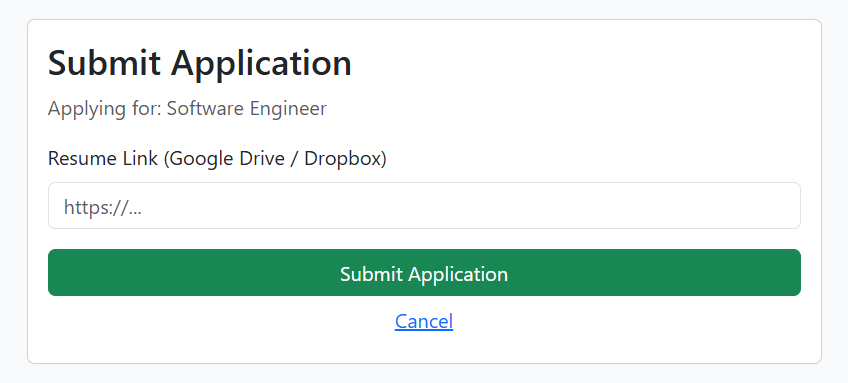 Submit Application
Applying for: Software Engineer
Resume Link (Google Drive / Dropbox)
https://...
Submit Application
Cancel